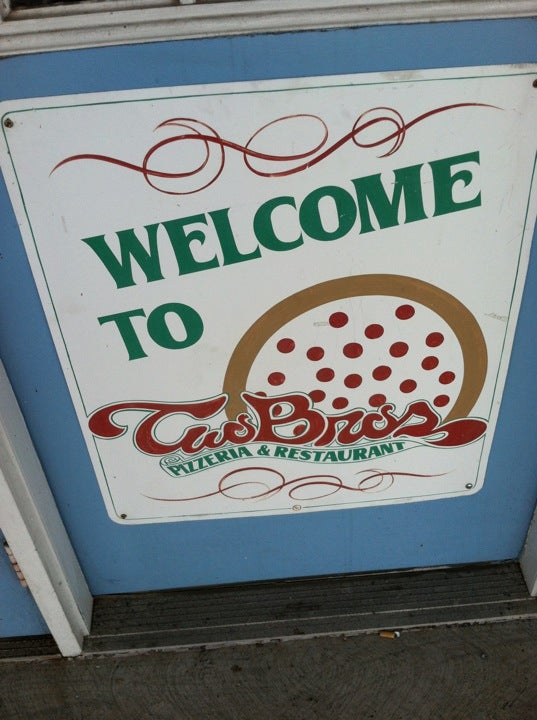 WELCOME
TO
Two Bros
PIZZERIA & RESTAURANT